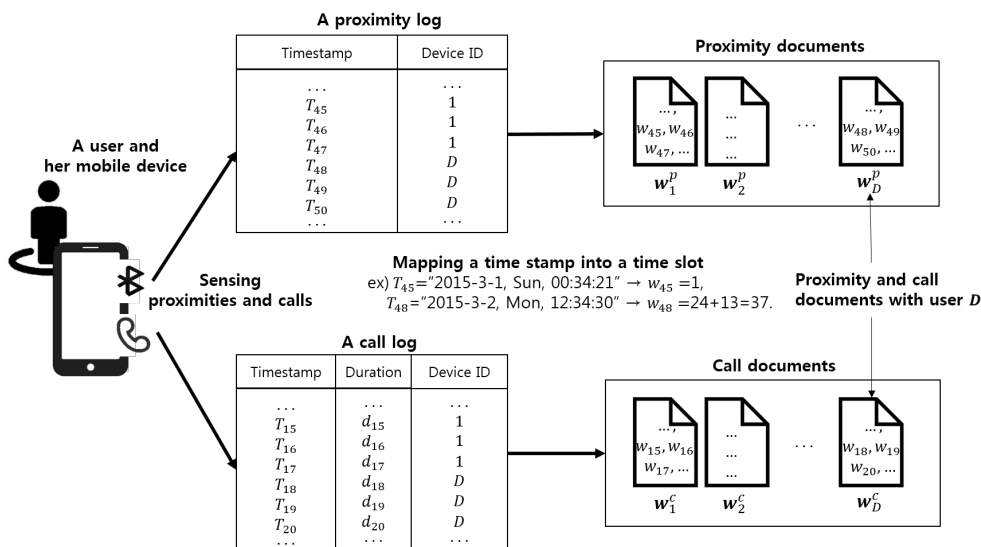 A proximity log
Timestamp Device ID
...  ...
T₄₅ 1
T₄₆ 1
T₄₇ 1
T₄₈ D
T₄₉ D
T₅₀ D
...  ...
Proximity documents
...,
w₄₅, w₄₆
w₄₇, ...
w₁ᵖ
...
...
...
w₂ᵖ
...
...,
w₄₈, w₄₉
w₅₀, ...
w_D^p
A user and
her mobile device
Sensing
proximities and calls
Mapping a time stamp into a time slot
ex) T₄₅="2015-3-1, Sun, 00:34:21" → w₄₅ =1,
T₄₈="2015-3-2, Mon, 12:34:30" → w₄₈ =24+13=37.
Proximity and call
documents with user D
A call log
Timestamp Duration Device ID
... ... ...
T₁₅ d₁₅ 1
T₁₆ d₁₆ 1
T₁₇ d₁₇ 1
T₁₈ d₁₈ D
T₁₉ d₁₉ D
T₂₀ d₂₀ D
... ... ...
Call documents
...,
w₁₅, w₁₆
w₁₇, ...
w₁ᶜ
...
...
...
w₂ᶜ
...
...,
w₁₈, w₁₉
w₂₀, ...
w_D^c